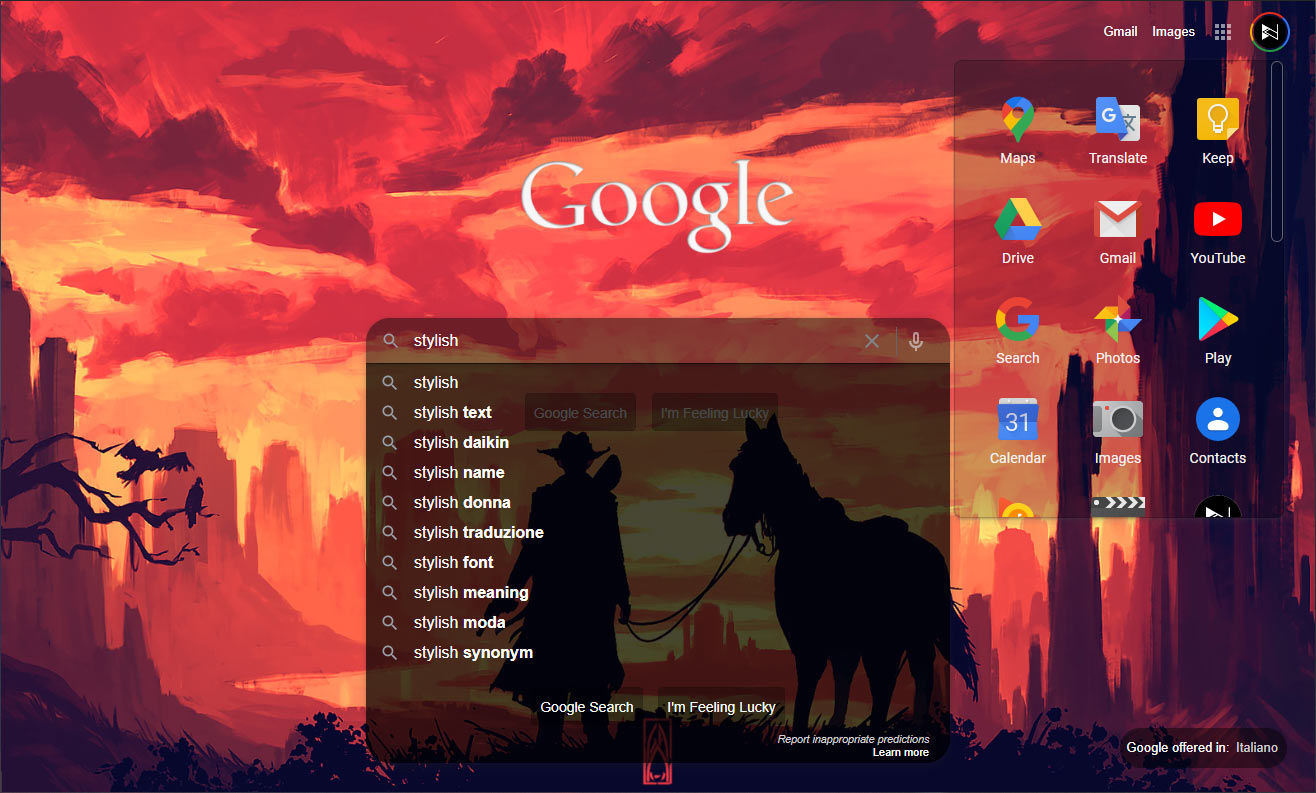 Gmail Images
Google
Maps Translate Keep
Drive Gmail YouTube
Search Photos Play
31
Calendar Images Contacts
stylish
stylish
stylish text
stylish daikin
stylish name
stylish donna
stylish traduzione
stylish font
stylish meaning
stylish moda
stylish synonym
Google Search I'm Feeling Lucky
Google Search I'm Feeling Lucky
Report inappropriate predictions
Learn more
Google offered in: Italiano